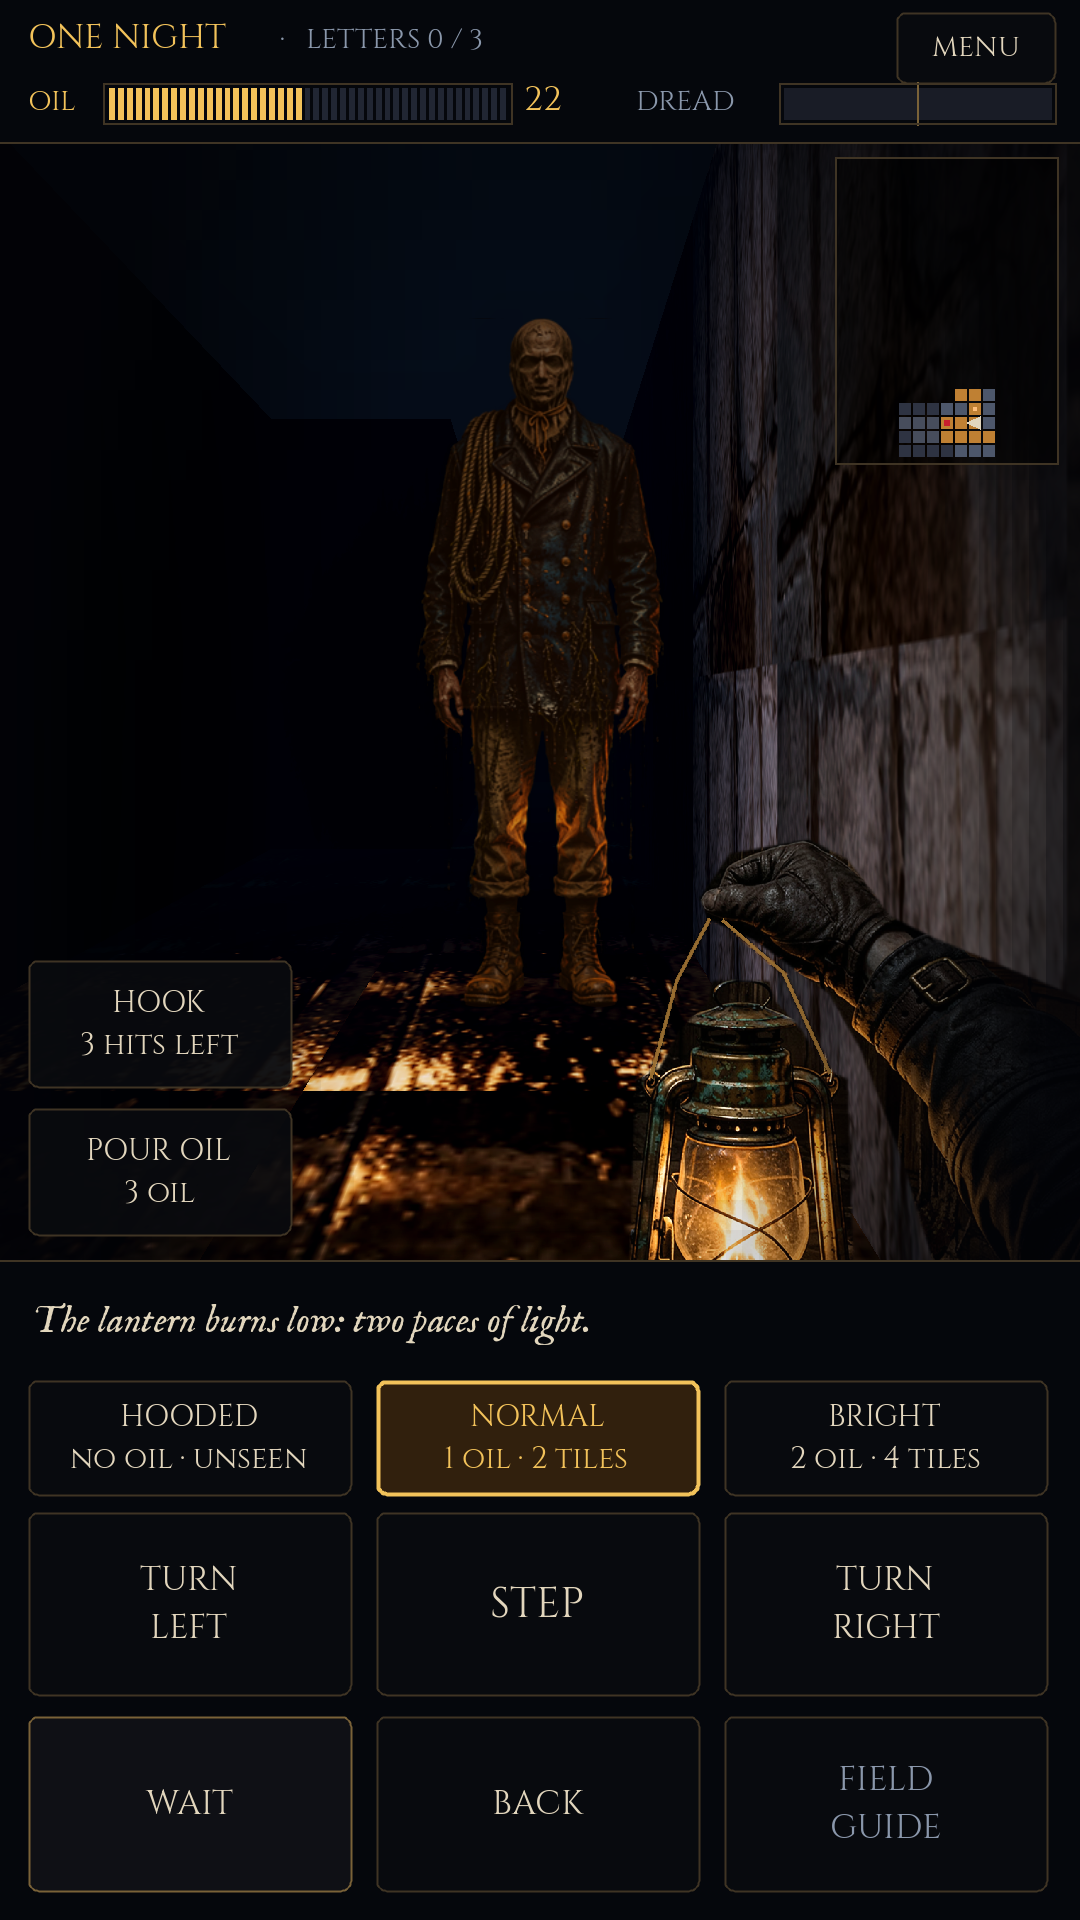 ONE NIGHT · LETTERS 0 / 3
MENU
OIL 22 DREAD
HOOK
3 HITS LEFT
POUR OIL
3 OIL
The lantern burns low: two paces of light.
HOODED
NO OIL · UNSEEN
NORMAL
1 OIL · 2 TILES
BRIGHT
2 OIL · 4 TILES
TURN
LEFT
STEP
TURN
RIGHT
WAIT
BACK
FIELD
GUIDE